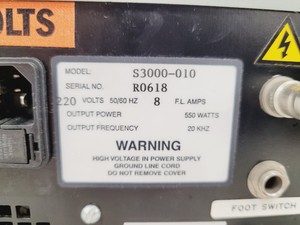 OLTS
MODEL: S3000-010
SERIAL NO. R0618
220 VOLTS 50/60 HZ 8 F.L. AMPS
OUTPUT POWER 550 WATTS
OUTPUT FREQUENCY 20 KHZ
WARNING
HIGH VOLTAGE IN POWER SUPPLY
GROUND LINE CORD
DO NOT REMOVE COVER
FOOT SWITCH